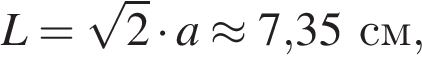 L = √2 · a ≈ 7,35 см,